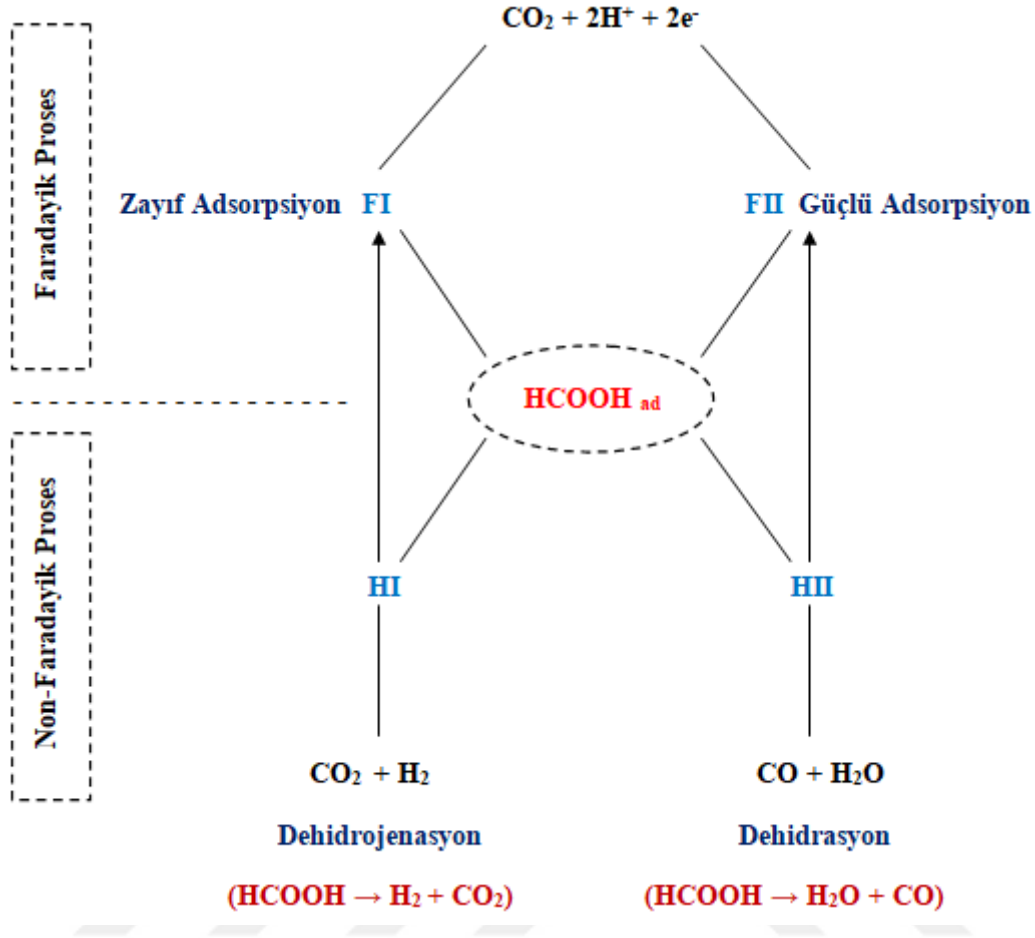 CO₂ + 2H⁺ + 2e⁻
Faradayik Proses
Zayıf Adsorpsiyon FI
FII Güçlü Adsorpsiyon
HCOOH ad
Non-Faradayik Proses
HI
HII
CO₂ + H₂
CO + H₂O
Dehidrojenasyon
Dehidrasyon
(HCOOH → H₂ + CO₂)
(HCOOH → H₂O + CO)